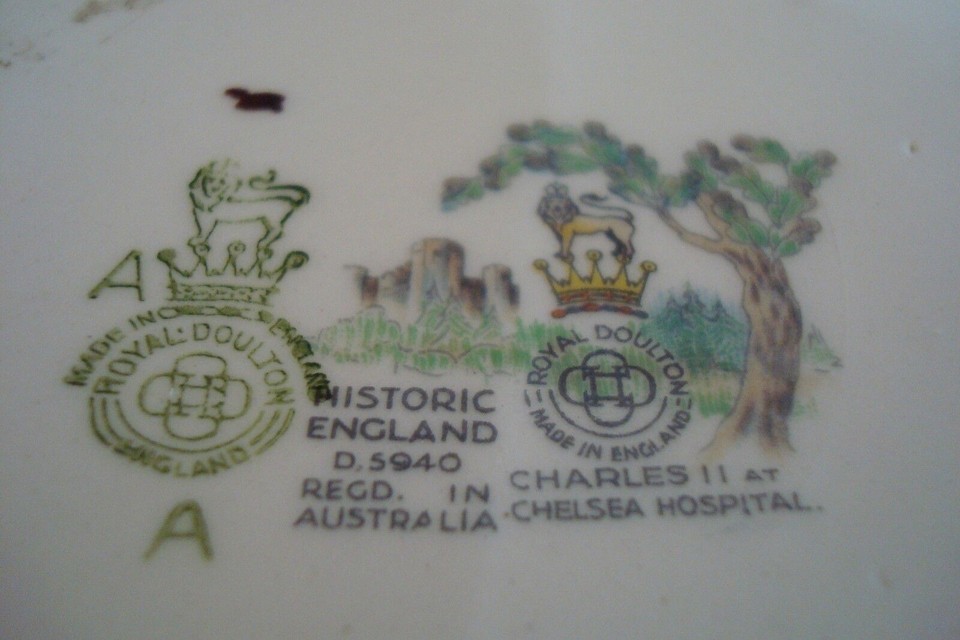 A
MADE IN ENGLAND
ROYAL·DOULTON
ENGLAND
A
HISTORIC
ENGLAND
D.5940
REGD. IN
AUSTRALIA
ROYAL DOULTON
MADE IN ENGLAND
CHARLES II AT
CHELSEA HOSPITAL.